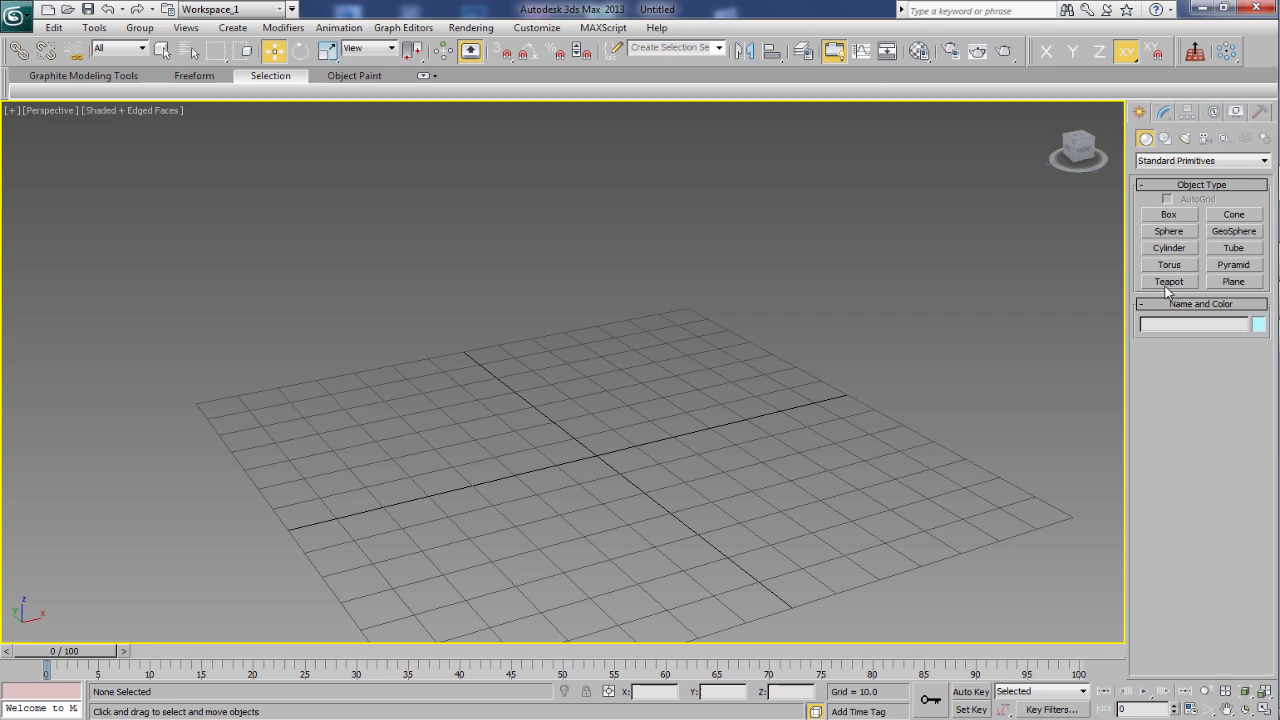 Workspace_1
Autodesk 3ds Max 2013 Untitled
Type a keyword or phrase
Edit Tools Group Views Create Modifiers Animation Graph Editors Rendering Customize MAXScript Help
All
View
Create Selection Se
X Y Z XY
Graphite Modeling Tools Freeform Selection Object Paint
[+] [Perspective] [Shaded + Edged Faces]
Standard Primitives
- Object Type
AutoGrid
Box Cone
Sphere GeoSphere
Cylinder Tube
Torus Pyramid
Teapot Plane
- Name and Color
z
y x
< 0 / 100 >
0 5 10 15 20 25 30 35 40 45 50 55 60 65 70 75 80 85 90 95 100
None Selected X: Y: Z: Grid = 10.0 Auto Key Selected
Welcome to M
Click and drag to select and move objects Add Time Tag Set Key Key Filters... 0